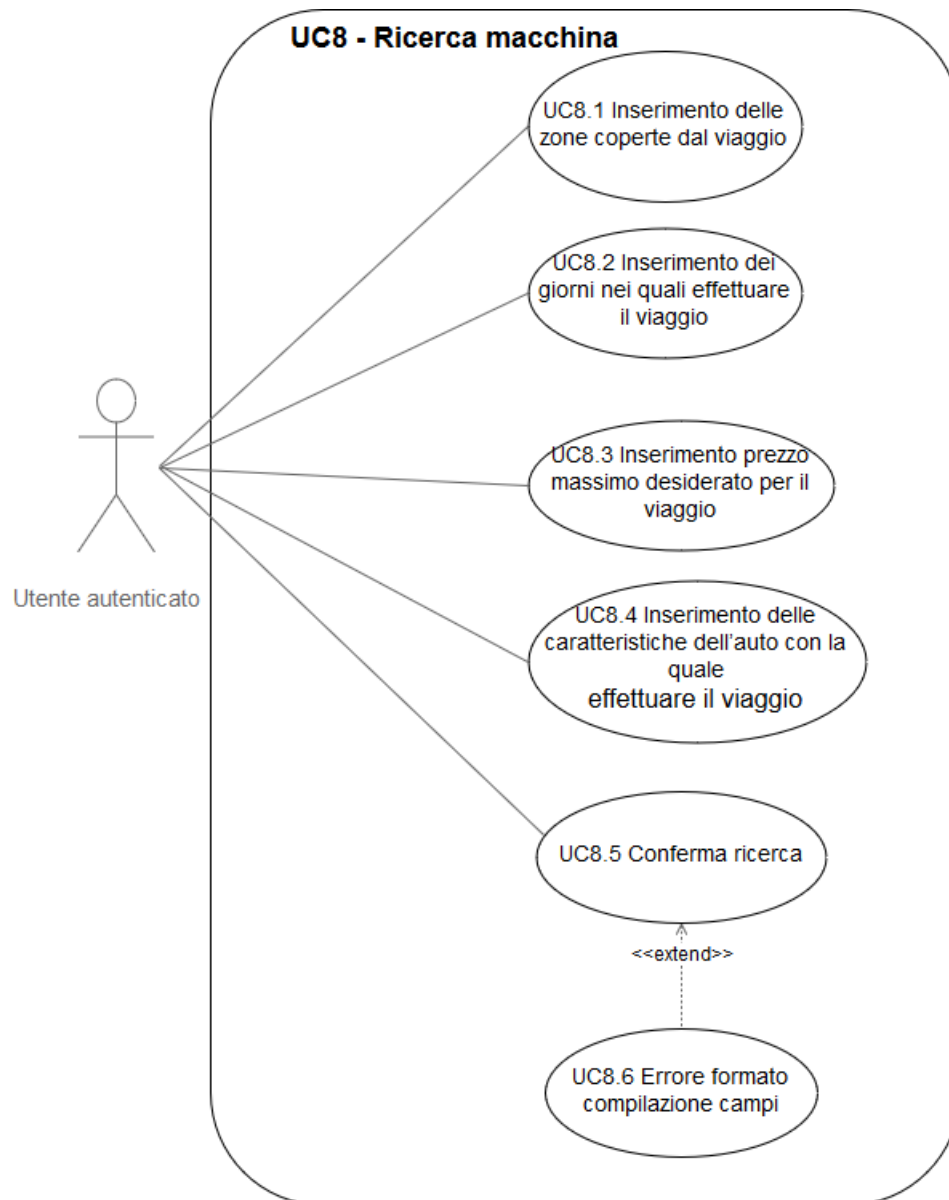 UC8 - Ricerca macchina
UC8.1 Inserimento delle
zone coperte dal viaggio
UC8.2 Inserimento dei
giorni nei quali effettuare
il viaggio
UC8.3 Inserimento prezzo
massimo desiderato per il
viaggio
Utente autenticato
UC8.4 Inserimento delle
caratteristiche dell'auto con la
quale
effettuare il viaggio
UC8.5 Conferma ricerca
<<extend>>
UC8.6 Errore formato
compilazione campi